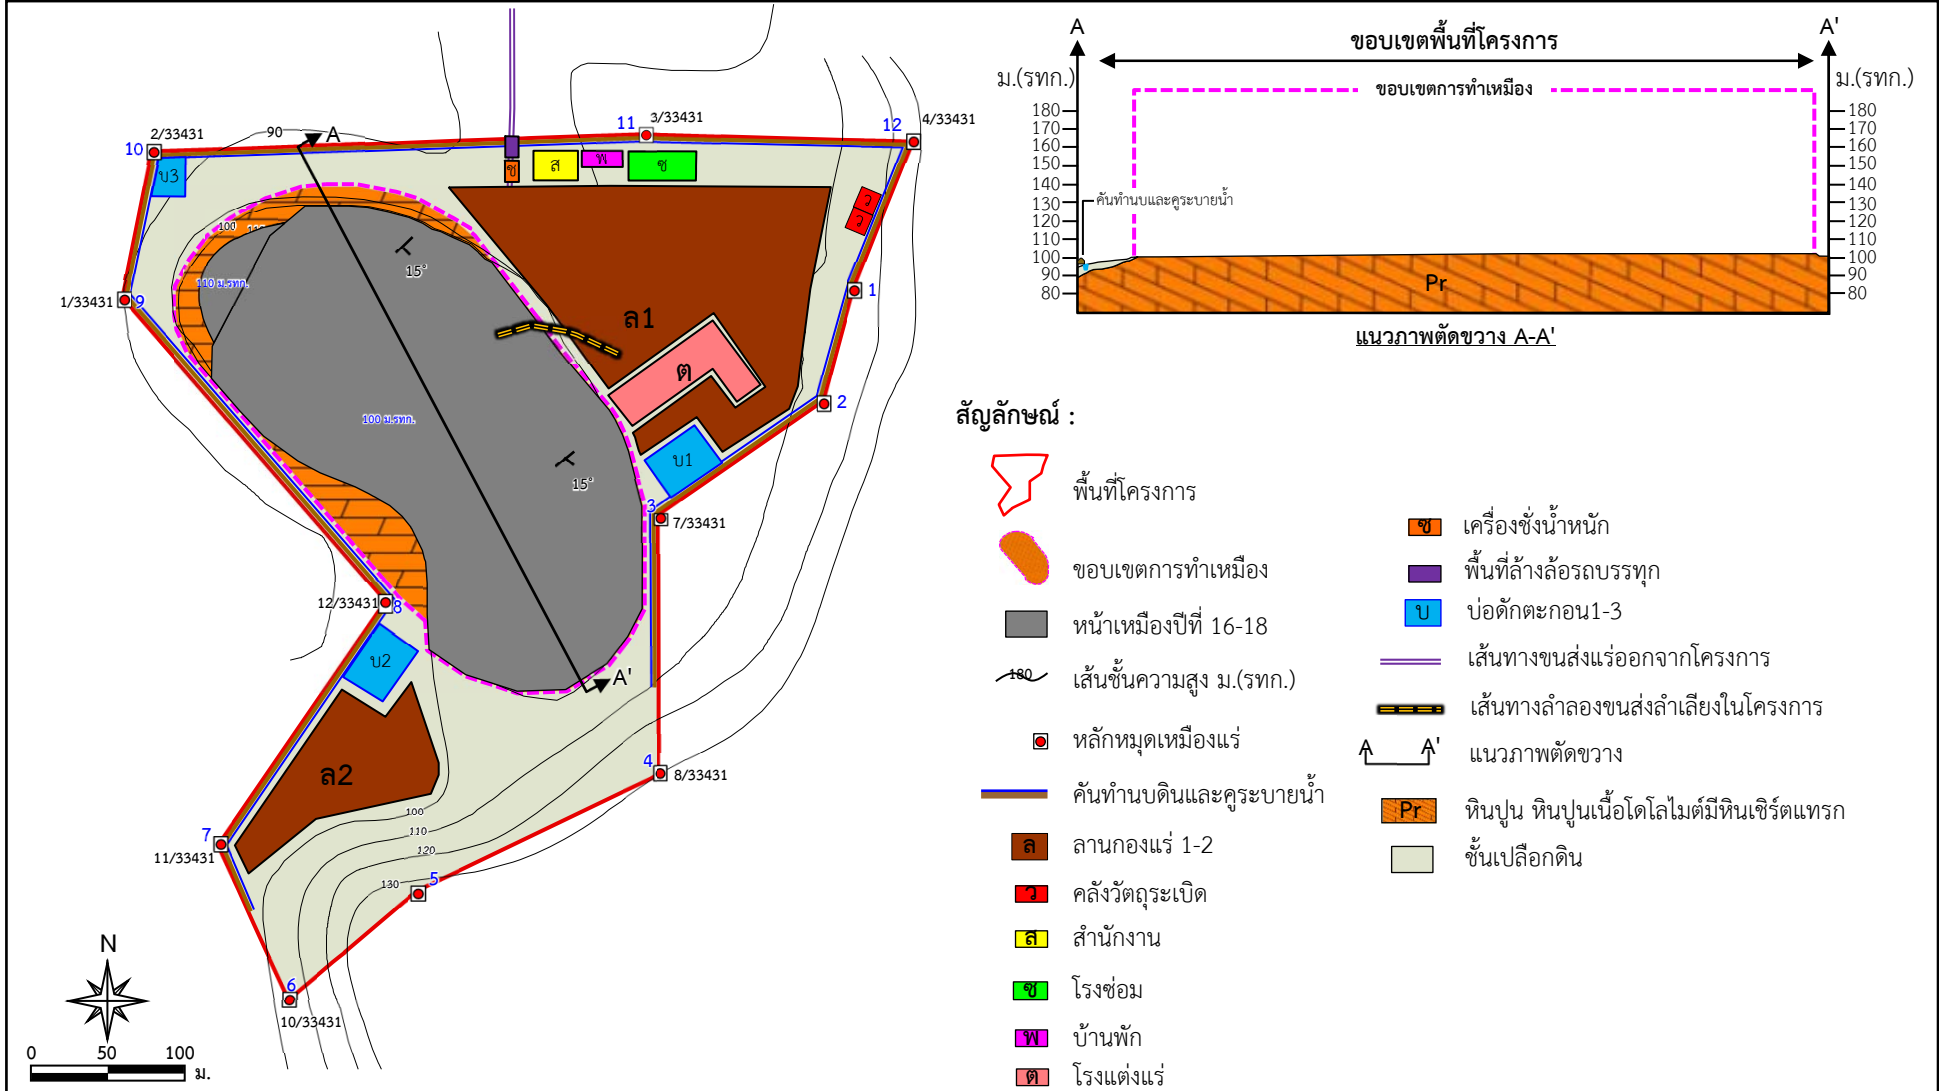 A
A'
ขอบเขตพื้นที่โครงการ
ม.(รทก.)
ม.(รทก.)
ขอบเขตการทำเหมือง
180
170
160
150
140
130
120
110
100
90
80
180
170
160
150
140
130
120
110
100
90
80
คันทำนบและคูระบายน้ำ
Pr
แนวภาพตัดขวาง A-A'
2/33431
90
A
11
3/33431
12
4/33431
10
บ3
ช
ส
พ
ซ
ว
ว
100
15°
110 ม.รทก.
1/33431
9
1
ล1
ต
2
100 ม.รทก.
บ1
15°
3
7/33431
12/33431
8
บ2
A'
4
8/33431
ล2
100
110
120
130
7
11/33431
5
6
10/33431
N
0
50
100
ม.
สัญลักษณ์ :
พื้นที่โครงการ
ขอบเขตการทำเหมือง
หน้าเหมืองปีที่ 16-18
180
เส้นชั้นความสูง ม.(รทก.)
หลักหมุดเหมืองแร่
คันทำนบดินและคูระบายน้ำ
ล ลานกองแร่ 1-2
ว คลังวัตถุระเบิด
ส สำนักงาน
ซ โรงซ่อม
พ บ้านพัก
ต โรงแต่งแร่
ช เครื่องชั่งน้ำหนัก
พื้นที่ล้างล้อรถบรรทุก
บ บ่อดักตะกอน1-3
เส้นทางขนส่งแร่ออกจากโครงการ
เส้นทางลำลองขนส่งลำเลียงในโครงการ
A A' แนวภาพตัดขวาง
Pr หินปูน หินปูนเนื้อโดโลไมต์มีหินเชิร์ตแทรก
ชั้นเปลือกดิน